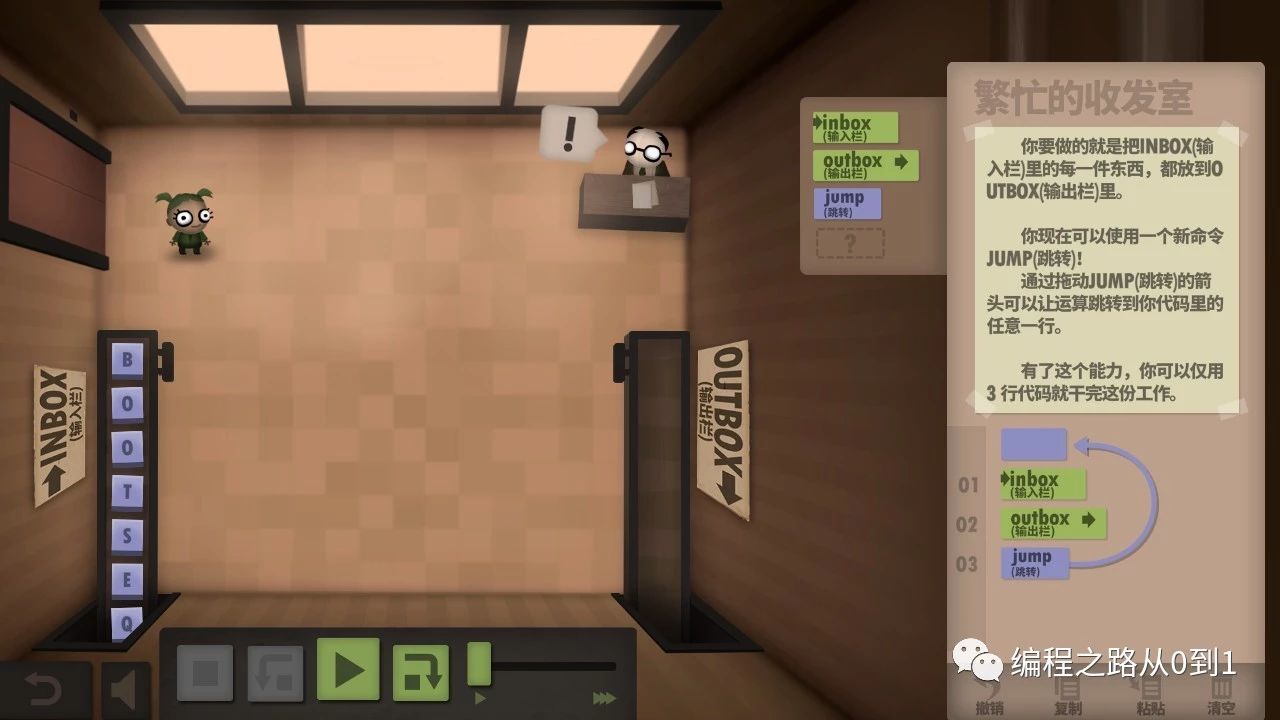 繁忙的收发室
你要做的就是把INBOX(输
入栏)里的每一件东西，都放到O
UTBOX(输出栏)里。
你现在可以使用一个新命令
JUMP(跳转)!
通过拖动JUMP(跳转)的箭
头可以让运算跳转到你代码里的
任意一行。
有了这个能力，你可以仅用
3 行代码就干完这份工作。
inbox
(输入栏)
outbox
(输出栏)
jump
(跳转)
?
!
INBOX
(输入栏)
B
O
O
T
S
E
Q
OUTBOX
(输出栏)
01 inbox
(输入栏)
02 outbox
(输出栏)
03 jump
(跳转)
编程之路从0到1
撤销 复制 粘贴 清空